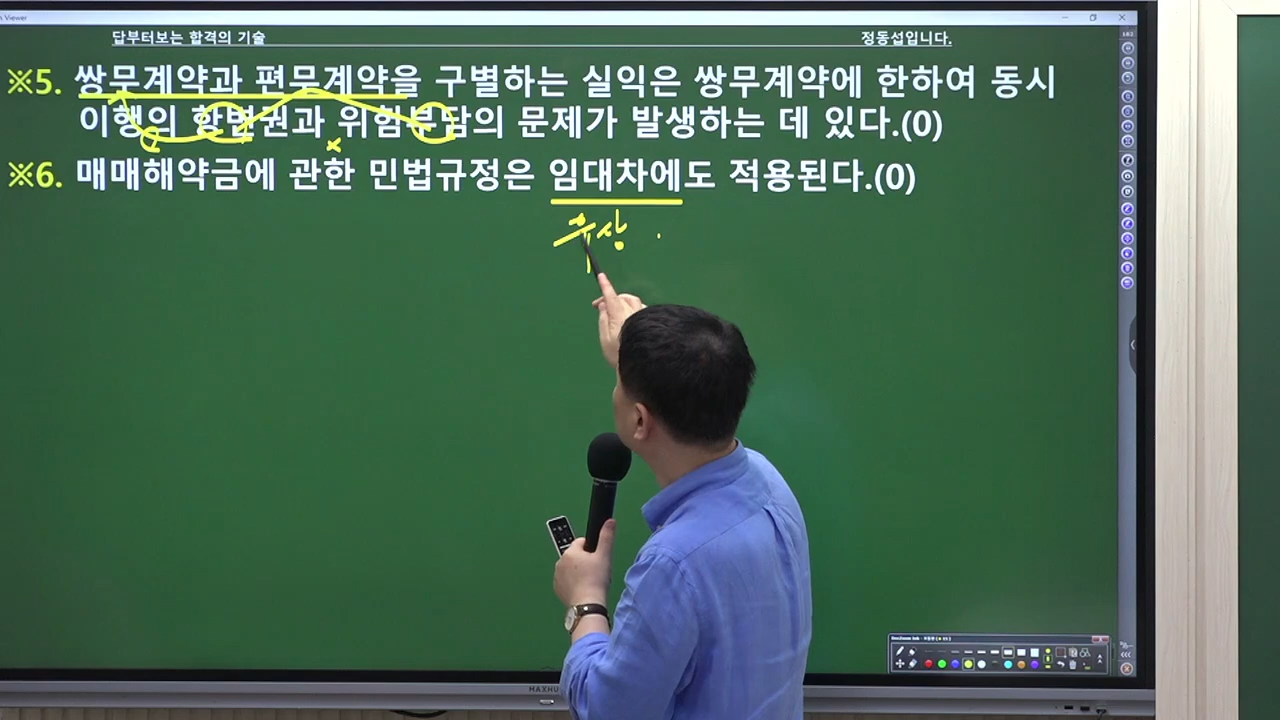 답부터보는 합격의 기술
정동섭입니다.
※5. 쌍무계약과 편무계약을 구별하는 실익은 쌍무계약에 한하여 동시
이행의 항변권과 위험부담의 문제가 발생하는 데 있다.(0)
※6. 매매해약금에 관한 민법규정은 임대차에도 적용된다.(0)
유상